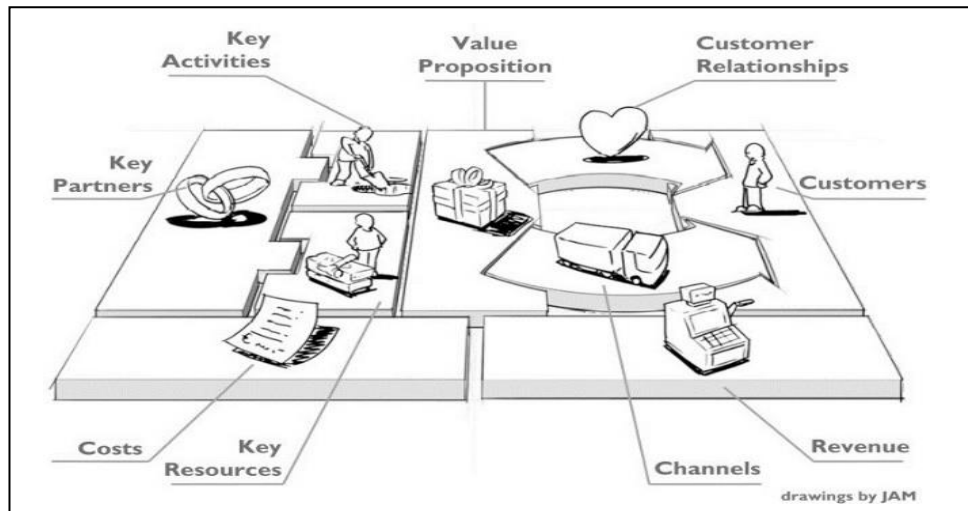 Key
Activities
Value
Proposition
Customer
Relationships
Key
Partners
Customers
Costs
Key
Resources
Channels
Revenue
drawings by JAM